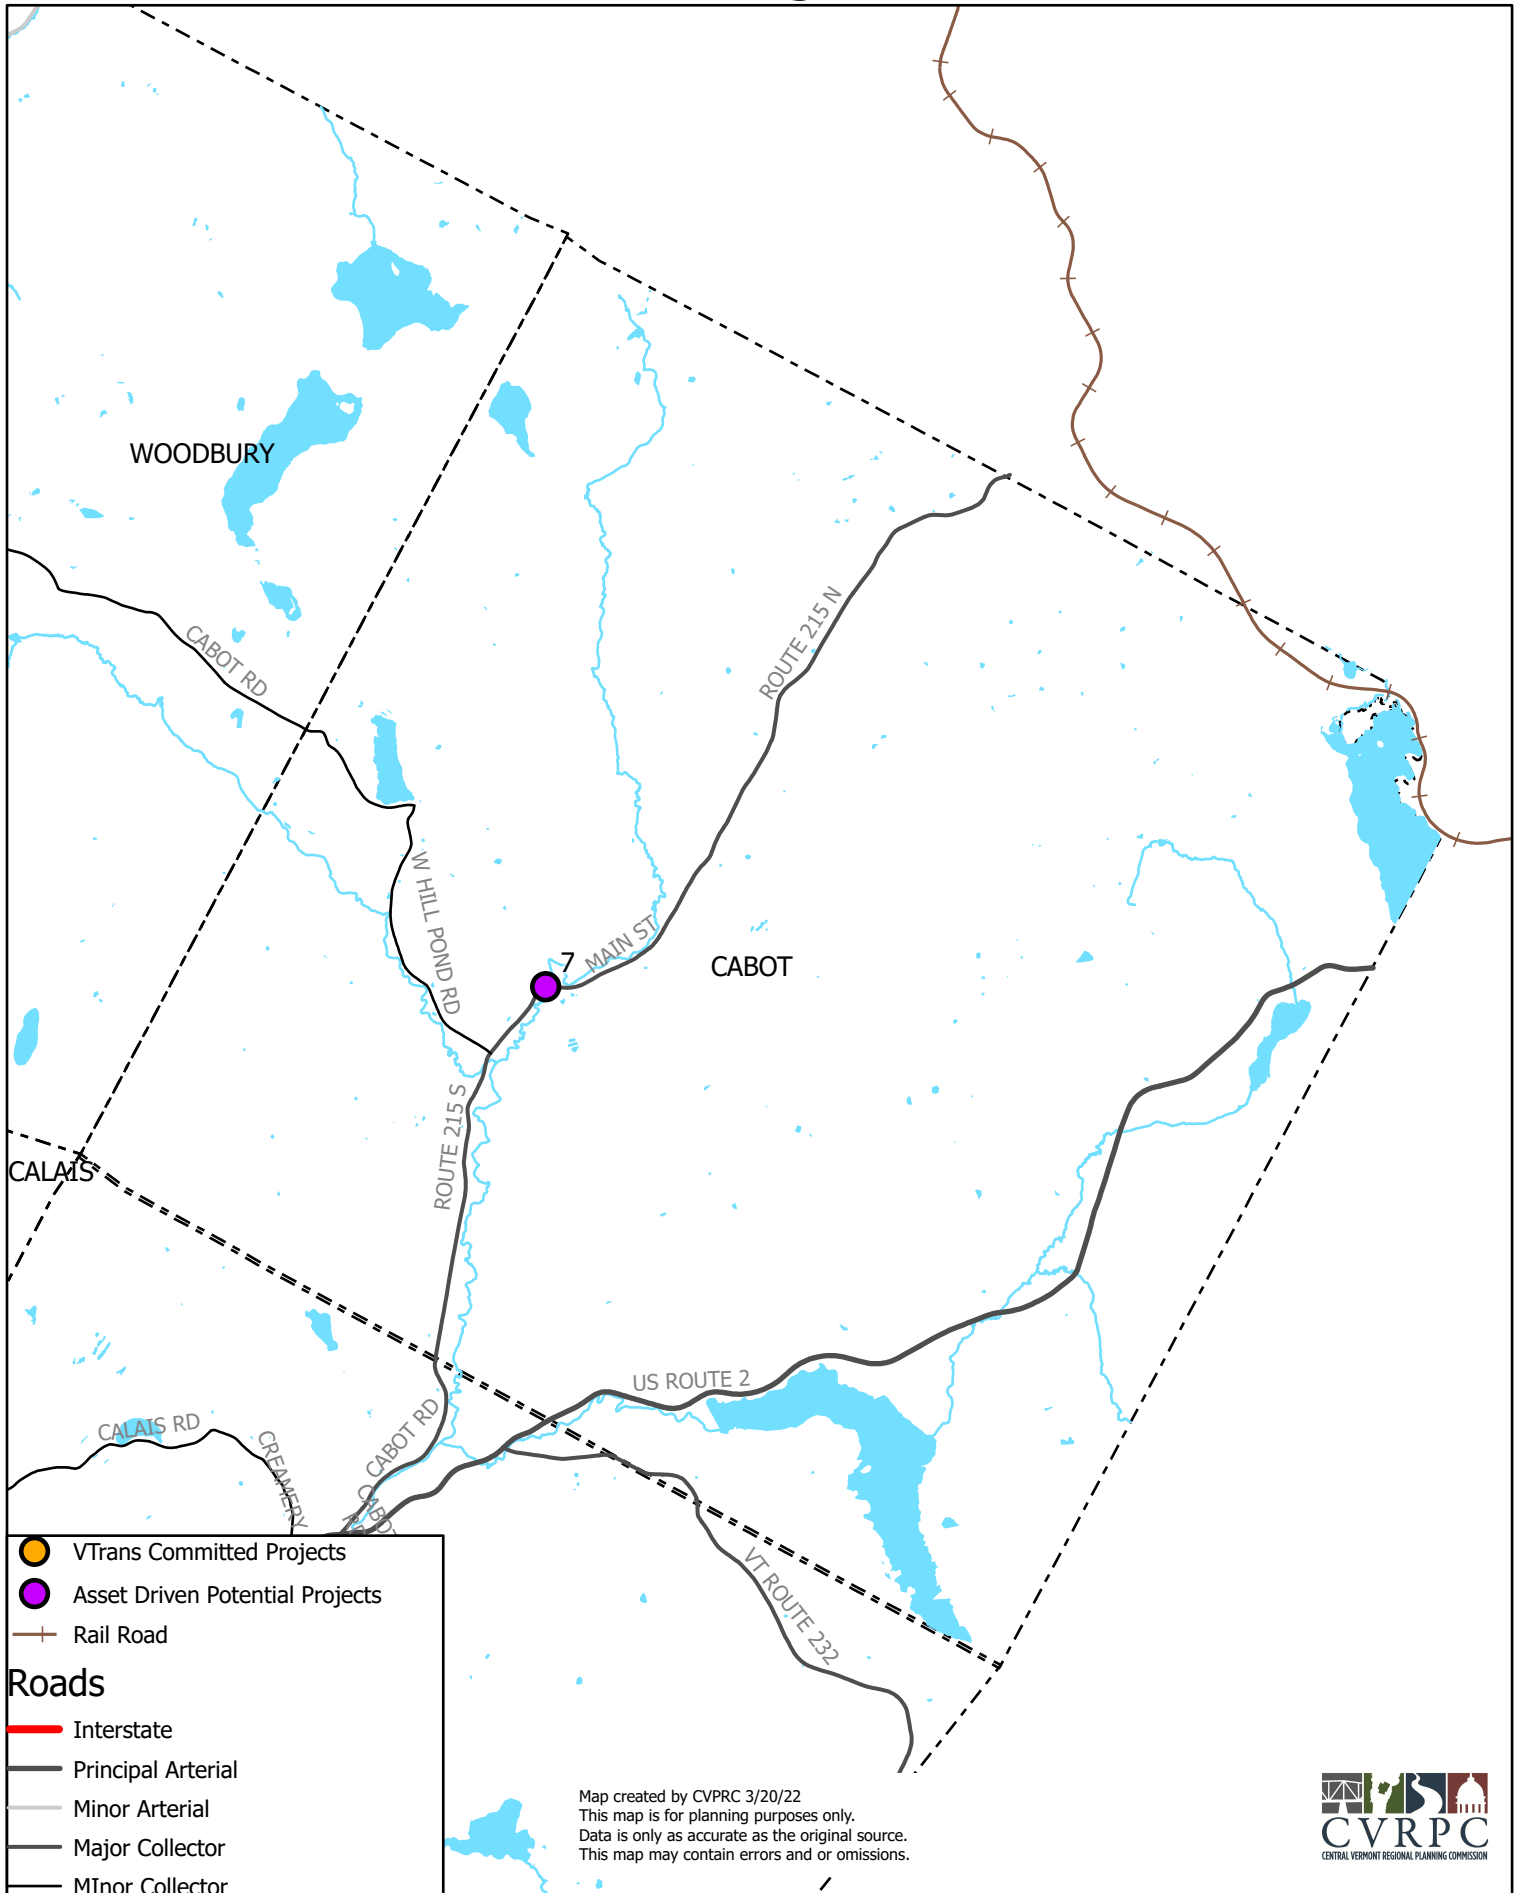 WOODBURY
CABOT RD
ROUTE 215 N
W HILL POND RD
7
MAIN ST
CABOT
ROUTE 215 S
CALAIS
US ROUTE 2
CALAIS RD
CREAMERY
CABOT RD
CABOT
RD
VT ROUTE 232
VTrans Committed Projects
Asset Driven Potential Projects
Rail Road
Roads
Interstate
Principal Arterial
Minor Arterial
Major Collector
MInor Collector
Map created by CVPRC 3/20/22
This map is for planning purposes only.
Data is only as accurate as the original source.
This map may contain errors and or omissions.
CVRPC
CENTRAL VERMONT REGIONAL PLANNING COMMISSION